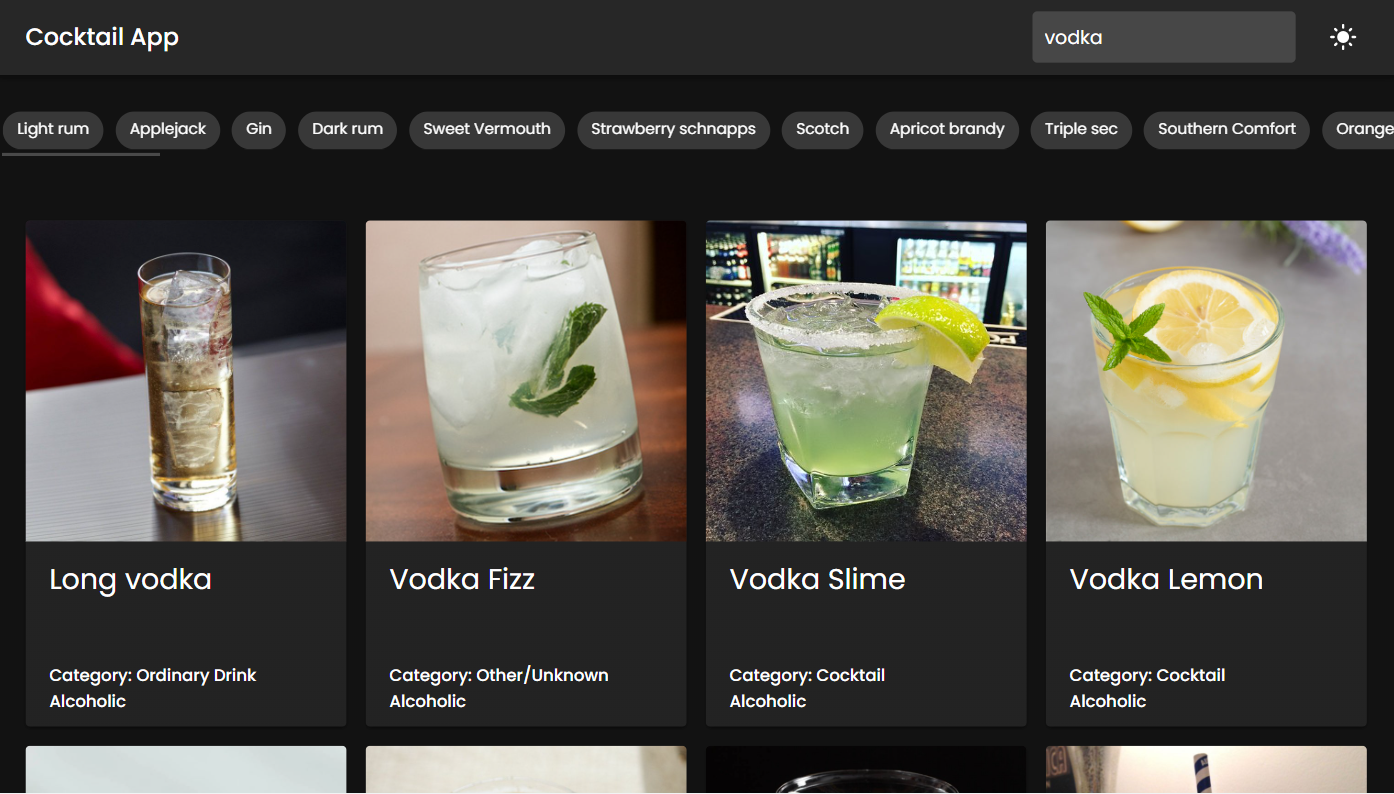 Cocktail App
vodka
Light rum
Applejack
Gin
Dark rum
Sweet Vermouth
Strawberry schnapps
Scotch
Apricot brandy
Triple sec
Southern Comfort
Orange
Long vodka
Category: Ordinary Drink
Alcoholic
Vodka Fizz
Category: Other/Unknown
Alcoholic
Vodka Slime
Category: Cocktail
Alcoholic
Vodka Lemon
Category: Cocktail
Alcoholic